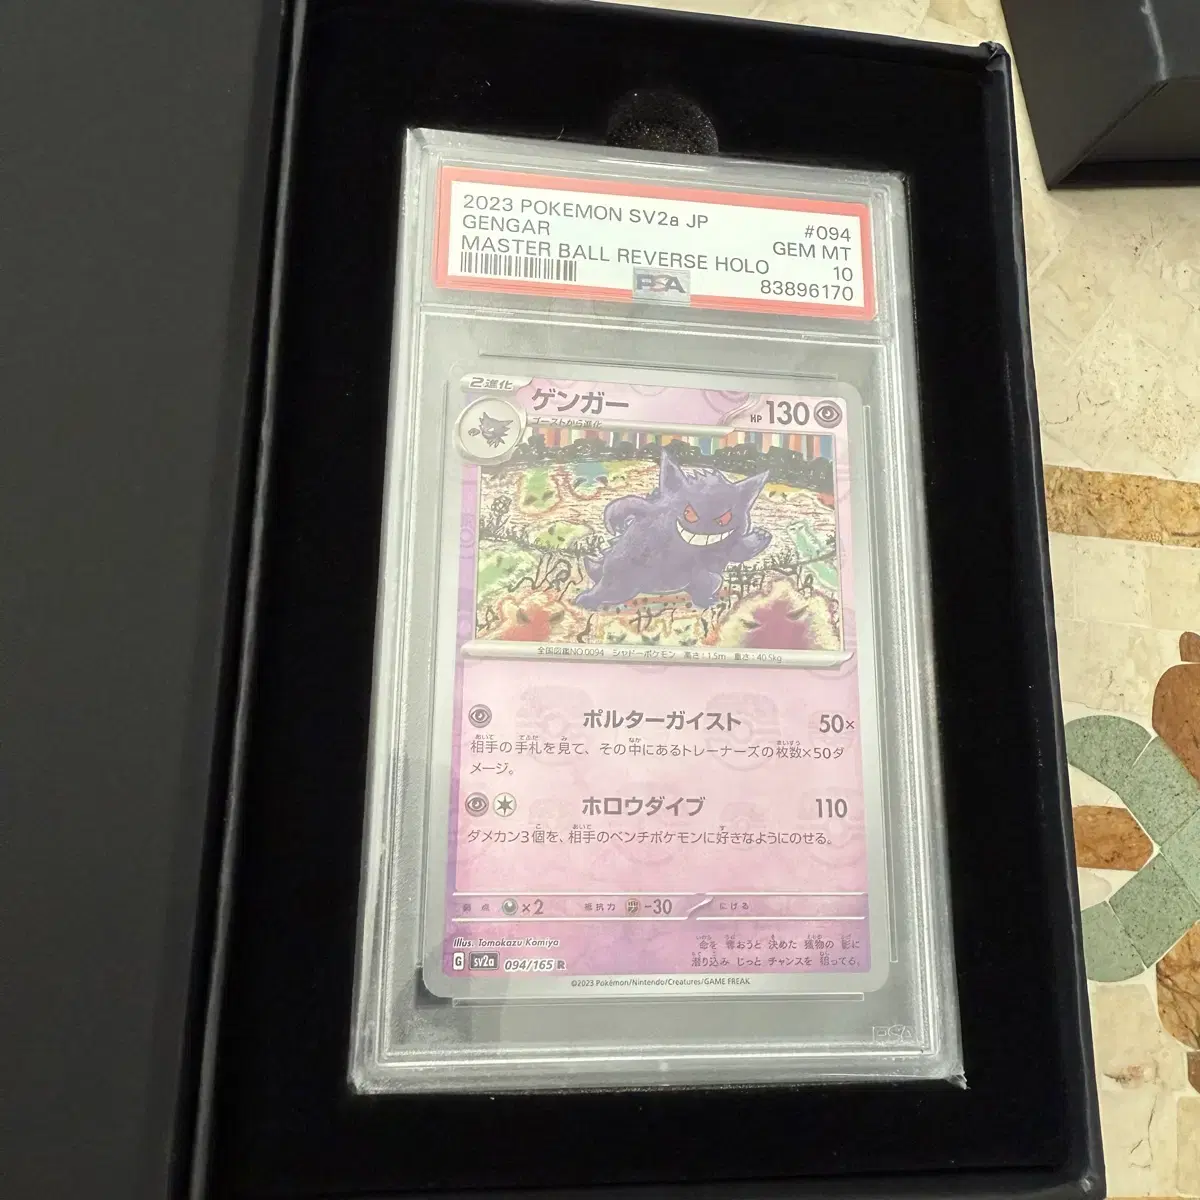 2023 POKEMON SV2a JP #094
GENGAR GEM MT
MASTER BALL REVERSE HOLO 10
PSA 83896170
2進化 ゲンガー HP 130
ゴーストから進化
全国図鑑NO.0094 シャドーポケモン 高さ:1.5m 重さ:40.5kg
ポルターガイスト 50×
相手の手札を見て、その中にあるトレーナーズの枚数×50ダ
メージ。
ホロウダイブ 110
ダメカン3個を、相手のベンチポケモンに好きなようにのせる。
弱点 ×2 抵抗力 -30 にげる
Illus. Tomokazu Komiya
命を奪おうと決めた獲物の影に
G sv2a 094/165 R
潜り込みじっとチャンスを狙ってる。
©2023 Pokémon/Nintendo/Creatures/GAME FREAK
PSA